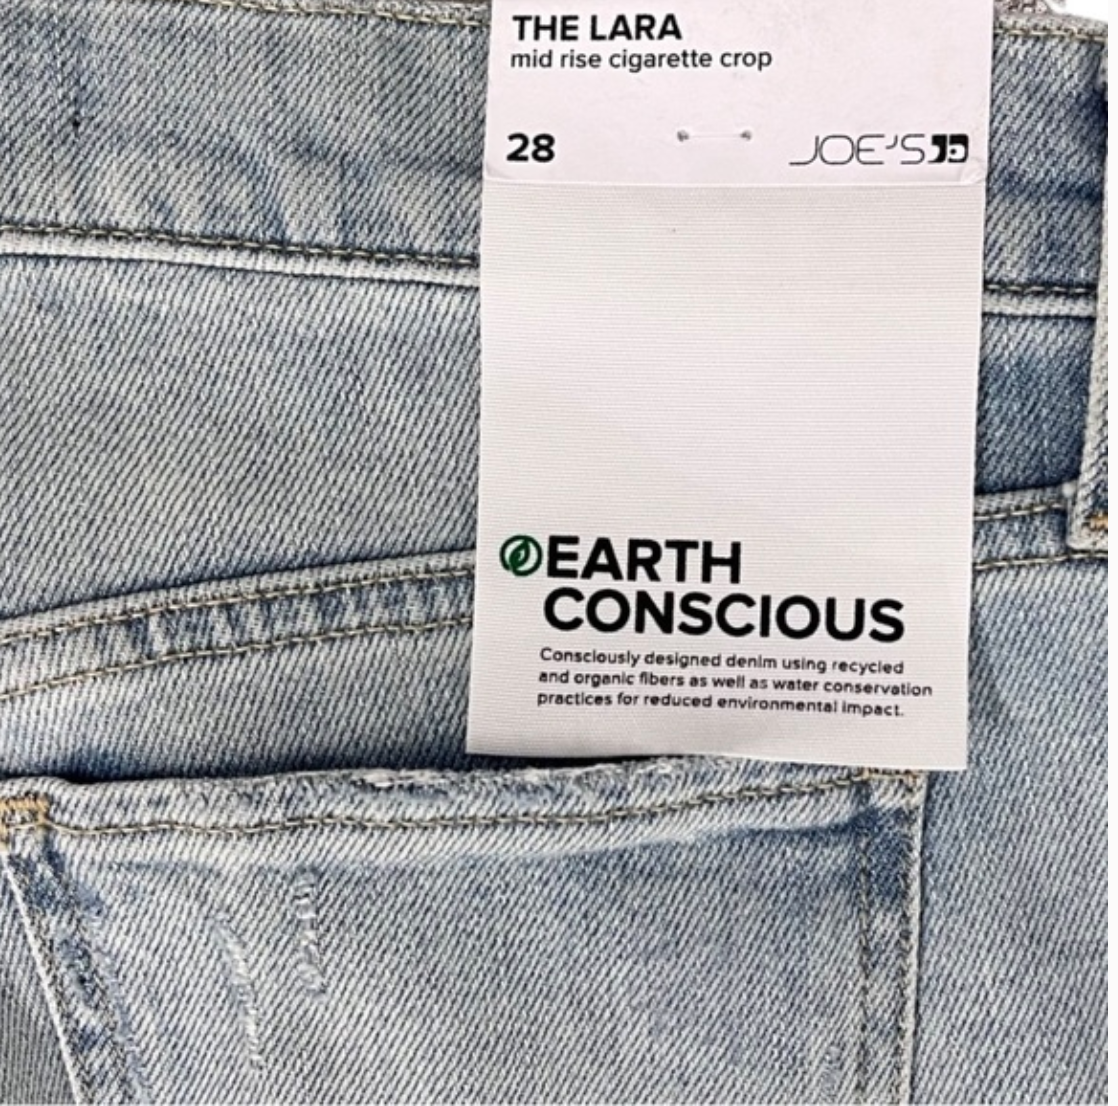 THE LARA
mid rise cigarette crop
28
JOE'S
EARTH
CONSCIOUS
Consciously designed denim using recycled
and organic fibers as well as water conservation
practices for reduced environmental impact.